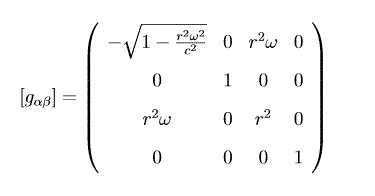 [g_{αβ}] = ( -√(1 - r²ω²/c²) 0 r²ω 0
0 1 0 0
r²ω 0 r² 0
0 0 0 1 )